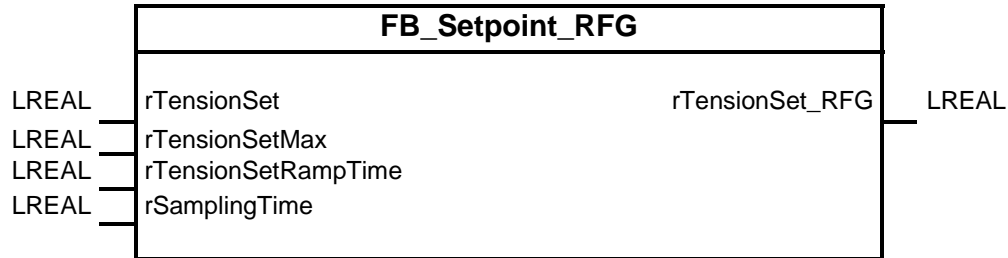 FB_Setpoint_RFG
LREAL rTensionSet rTensionSet_RFG LREAL
LREAL rTensionSetMax
LREAL rTensionSetRampTime
LREAL rSamplingTime